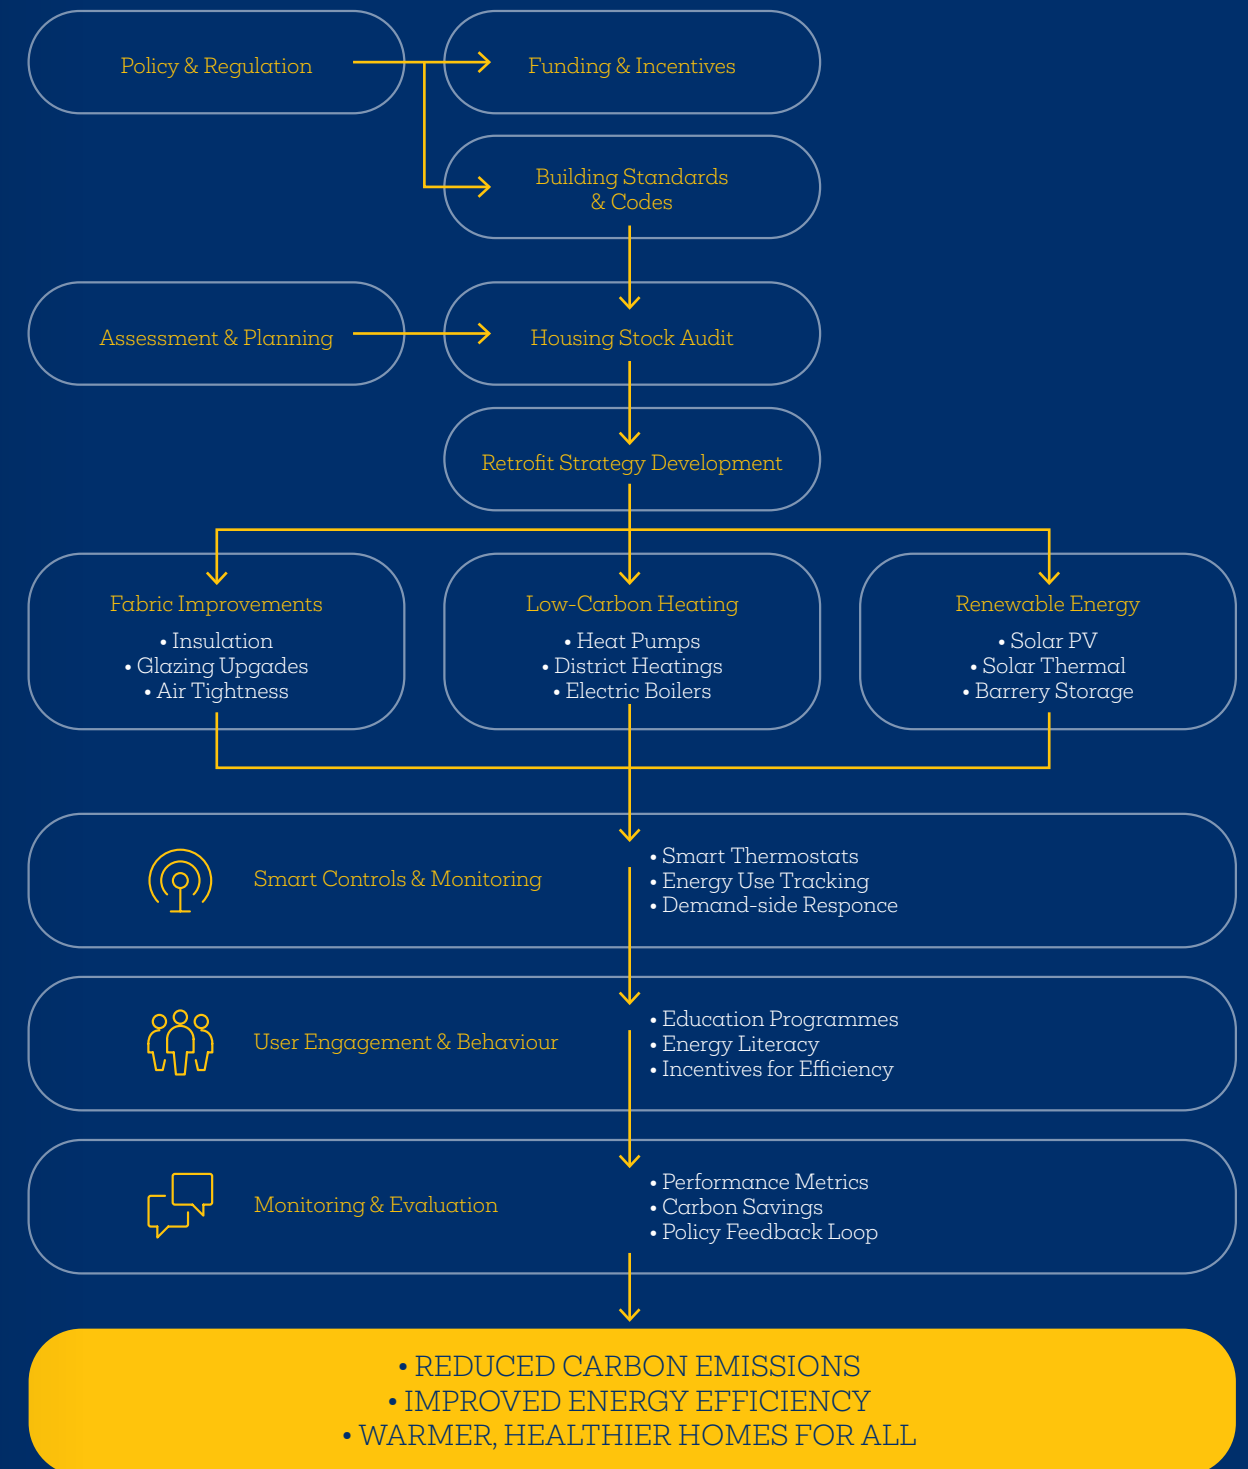 Policy & Regulation
Funding & Incentives
Building Standards
& Codes
Assessment & Planning
Housing Stock Audit
Retrofit Strategy Development
Fabric Improvements
• Insulation
• Glazing Upgades
• Air Tightness
Low-Carbon Heating
• Heat Pumps
• District Heatings
• Electric Boilers
Renewable Energy
• Solar PV
• Solar Thermal
• Barrery Storage
Smart Controls & Monitoring
• Smart Thermostats
• Energy Use Tracking
• Demand-side Responce
User Engagement & Behaviour
• Education Programmes
• Energy Literacy
• Incentives for Efficiency
Monitoring & Evaluation
• Performance Metrics
• Carbon Savings
• Policy Feedback Loop
• REDUCED CARBON EMISSIONS
• IMPROVED ENERGY EFFICIENCY
• WARMER, HEALTHIER HOMES FOR ALL